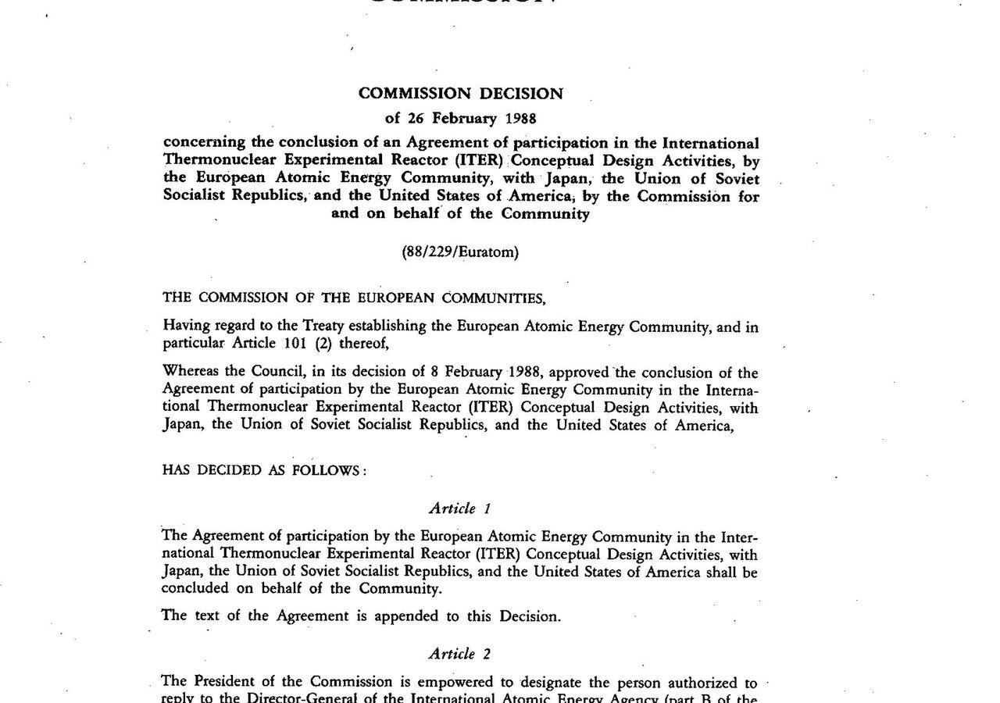 COMMISSION DECISION
of 26 February 1988
concerning the conclusion of an Agreement of participation in the International
Thermonuclear Experimental Reactor (ITER) Conceptual Design Activities, by
the European Atomic Energy Community, with Japan, the Union of Soviet
Socialist Republics, and the United States of America, by the Commission for
and on behalf of the Community
(88/229/Euratom)
THE COMMISSION OF THE EUROPEAN COMMUNITIES,
Having regard to the Treaty establishing the European Atomic Energy Community, and in
particular Article 101 (2) thereof,
Whereas the Council, in its decision of 8 February 1988, approved the conclusion of the
Agreement of participation by the European Atomic Energy Community in the Interna-
tional Thermonuclear Experimental Reactor (ITER) Conceptual Design Activities, with
Japan, the Union of Soviet Socialist Republics, and the United States of America,
HAS DECIDED AS FOLLOWS :
Article 1
The Agreement of participation by the European Atomic Energy Community in the Inter-
national Thermonuclear Experimental Reactor (ITER) Conceptual Design Activities, with
Japan, the Union of Soviet Socialist Republics, and the United States of America shall be
concluded on behalf of the Community.
The text of the Agreement is appended to this Decision.
Article 2
The President of the Commission is empowered to designate the person authorized to
reply to the Director-General of the International Atomic Energy Agency (part B of the